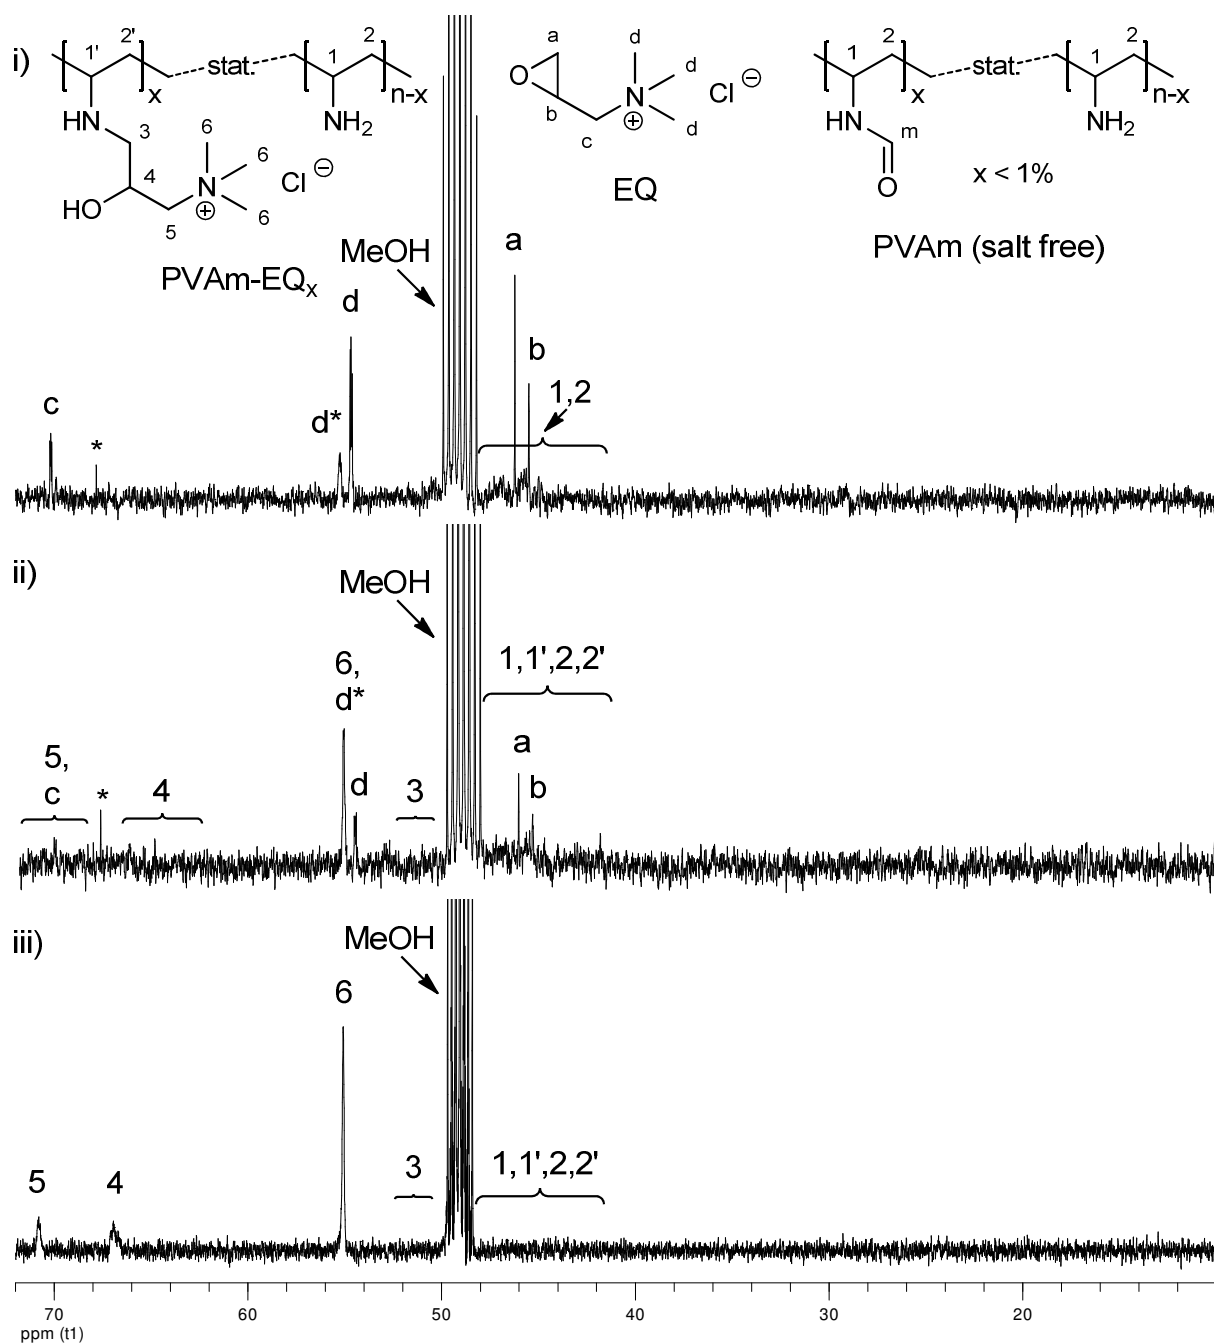 i)
1' 2' 1 2
stat.
x n-x
HN NH2
3 6
4 N 6
HO ⊕ Cl ⊖
5 6
PVAm-EQx
a d
O N d Cl ⊖
b ⊕ d
c
EQ
1 2 1 2
stat.
x n-x
HN m NH2
O x < 1%
PVAm (salt free)
MeOH
c * d* d a b 1,2
ii)
MeOH
5,
c * 4
6,
d* d 3
1,1',2,2'
a b
iii)
MeOH
5 4 6 3 1,1',2,2'
70 60 50 40 30 20
ppm (t1)